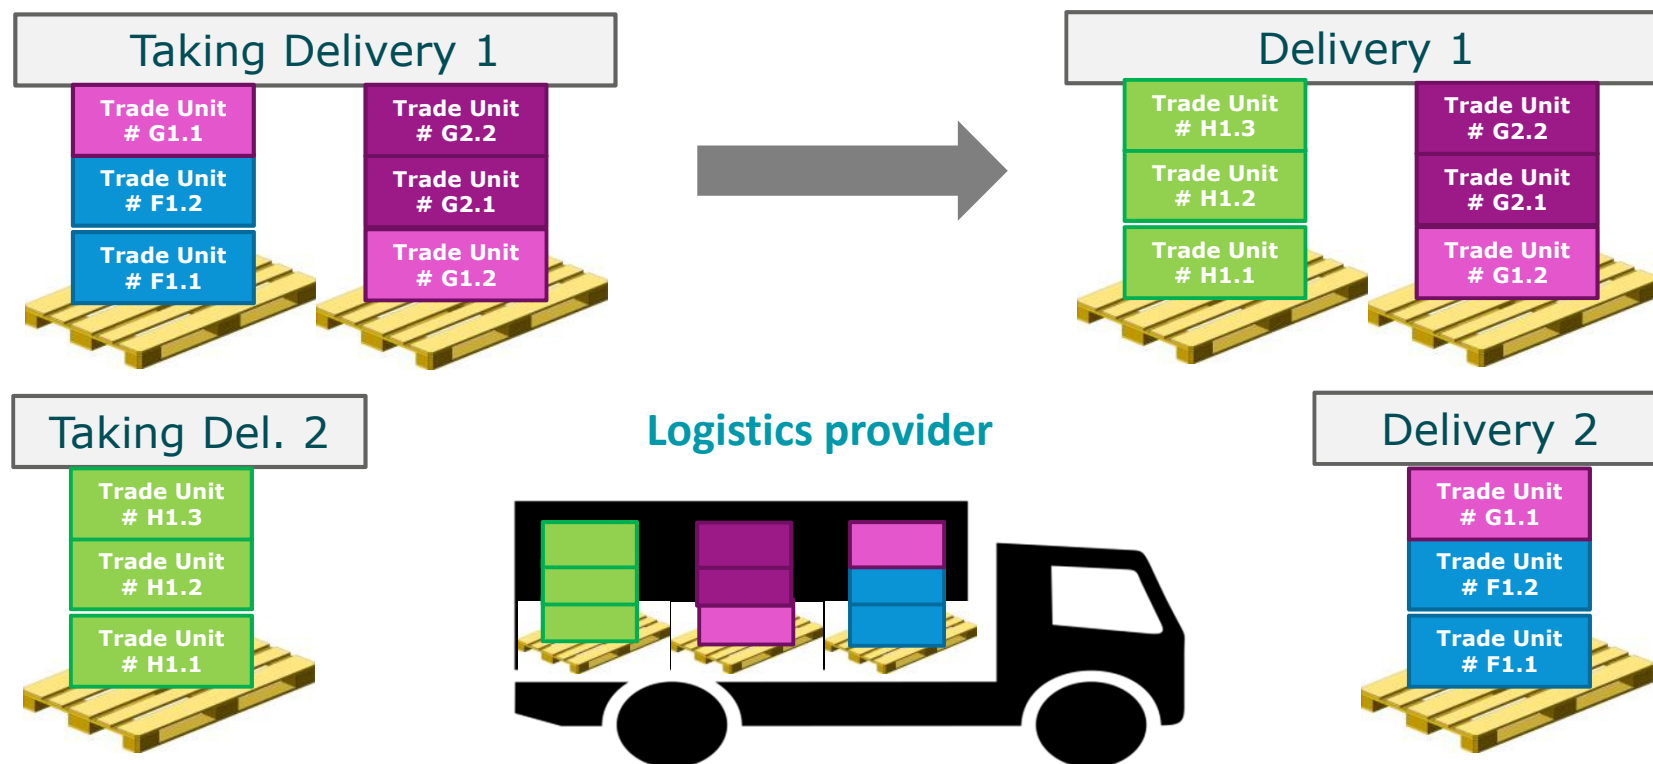 Taking Delivery 1
Trade Unit
# G1.1
Trade Unit
# F1.2
Trade Unit
# F1.1
Trade Unit
# G2.2
Trade Unit
# G2.1
Trade Unit
# G1.2
Delivery 1
Trade Unit
# H1.3
Trade Unit
# H1.2
Trade Unit
# H1.1
Trade Unit
# G2.2
Trade Unit
# G2.1
Trade Unit
# G1.2
Taking Del. 2
Trade Unit
# H1.3
Trade Unit
# H1.2
Trade Unit
# H1.1
Logistics provider
Delivery 2
Trade Unit
# G1.1
Trade Unit
# F1.2
Trade Unit
# F1.1